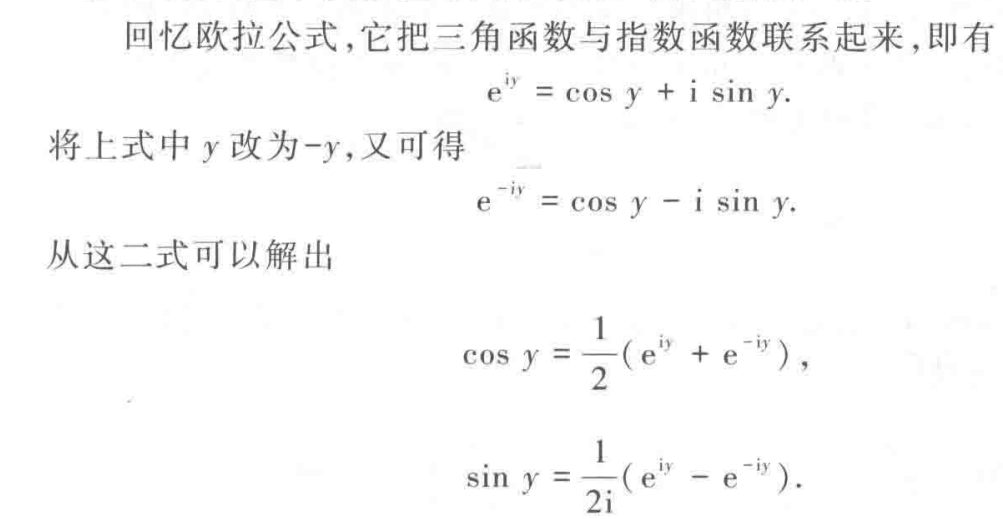 回忆欧拉公式,它把三角函数与指数函数联系起来,即有
e^{iy} = cos y + i sin y.
将上式中 y 改为-y,又可得
e^{-iy} = cos y - i sin y.
从这二式可以解出
cos y = \frac{1}{2}(e^{iy} + e^{-iy}),
sin y = \frac{1}{2i}(e^{iy} - e^{-iy}).